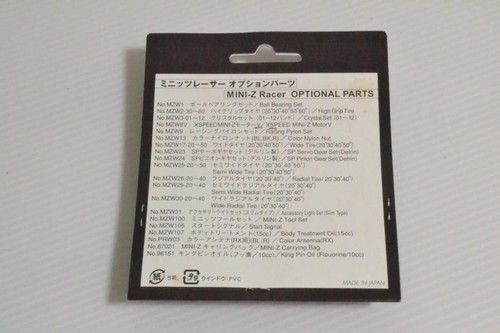 ミニッツレーサー オプションパーツ
MINI-Z Racer OPTIONAL PARTS
No.MZW1 ボールベアリングセット/Ball Bearing Set
No.MZW2-20～60 ハイグリップタイヤ(20°30°40°50°60°)/High Grip Tire
No.MZW3-01～12 クリスタルセット(01～12バンド)/Crystal Set (01～12)
No.MZW6V XSPEED MINI-Zモーター/XSPEED MINI-Z MotorV
No.MZW9 レーシングパイロンセット/Racing Pylon Set
No.MZW13 カラーナイロンナット(BL,BK,R)/Color Nylon Nut
No.MZW17-20～50 ワイドタイヤ(20°30°40°50°)/Wide Tire(20°30°40°50°)
No.MZW23 SPサーボギヤセット(デルリン製)/SP Servo Gear Set(Delrin)
No.MZW24 SPピニオンギヤセット(デルリン製)/SP Pinion Gear Set(Delrin)
No.MZW25-20～50 セミワイドタイヤ(20°30°40°50°)/
Semi Wide Tire(20°30°40°50°)
No.MZW28-20～40 ラジアルタイヤ(20°30°40°)/Radial Tire(20°30°40°)
No.MZW29-20～40 セミワイドラジアルタイヤ(20°30°40°)/
Semi Wide Radial Tire(20°30°40°)
No.MZW30-20～40 ワイドラジアルタイヤ(20°30°40°)/
Wide Radial Tire(20°30°40°)
No.MZW31 アクセサリーライトセット(スリムタイプ)/Accessory Light Set(Slim Type)
No.MZW100 ミニッツツールセット/MINI-Z Tool Set
No.MZW105 スタートシグナル/Start Signal
No.MZW107 ボディトリートメント(15cc)/Body Treatment Oil(15cc)
No.PRW03 カラーアンテナ(RX用)(BL,R)/Color Antenna(RX)
No.87021 MINI-Z キャリングバック/MINI-Z Carrying Bag
No.96151 キングピンオイル(フッ素/10cc)/King Pin Oil (Fluorine/10cc)
紙 台紙 プラ ウインドウ:PVC
MADE IN JAPAN